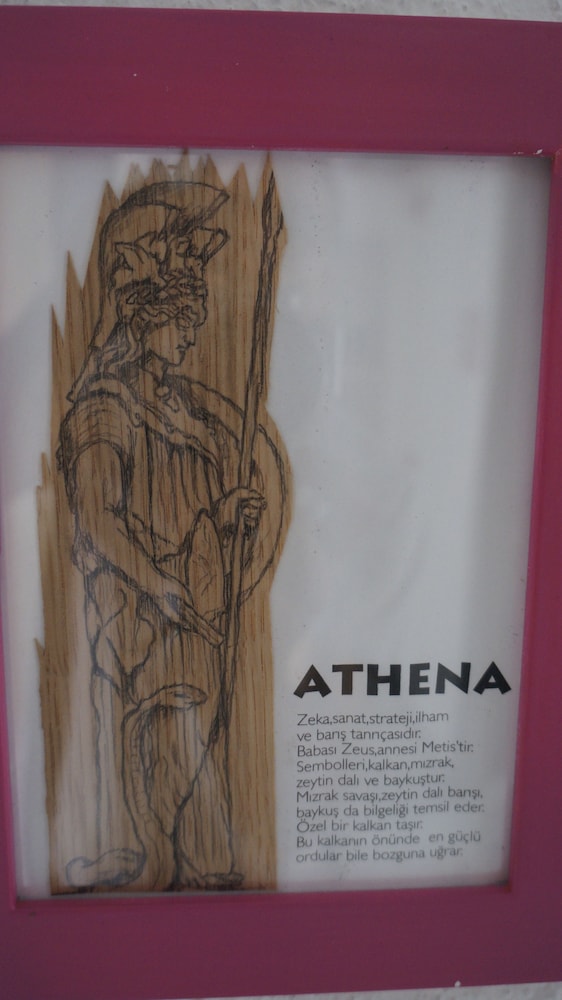 ATHENA
Zeka,sanat,strateji,ilham
ve barış tanrıçasıdır.
Babası Zeus,annesi Metis'tir.
Sembolleri,kalkan,mızrak,
zeytin dalı ve baykuştur.
Mızrak savaşı,zeytin dalı barışı,
baykuş da bilgeliği temsil eder.
Özel bir kalkan taşır.
Bu kalkanın önünde en güçlü
ordular bile bozguna uğrar.